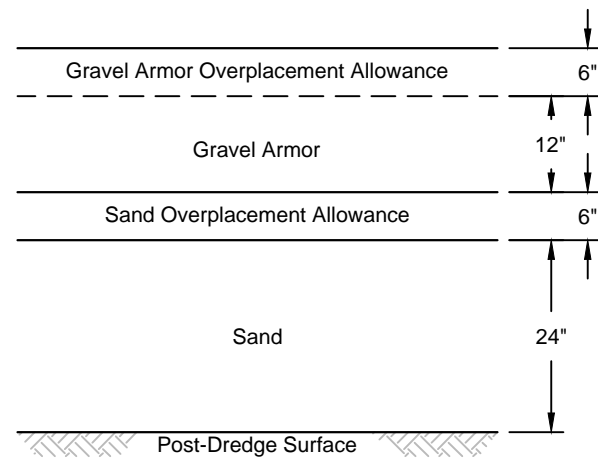 Gravel Armor Overplacement Allowance
6"
Gravel Armor
12"
Sand Overplacement Allowance
6"
Sand
24"
Post-Dredge Surface